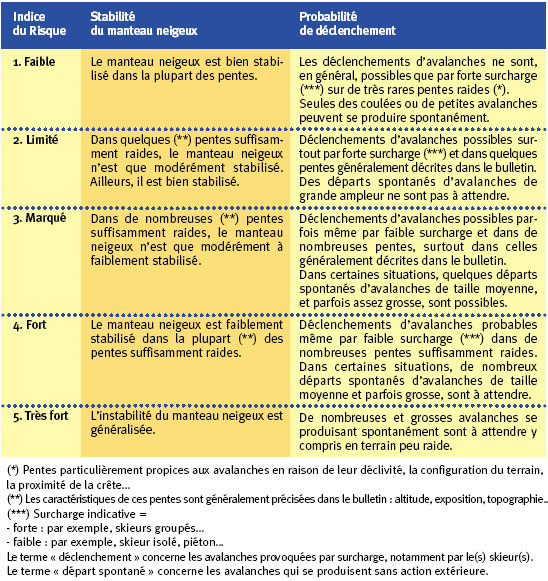 Indice du Risque
Stabilité du manteau neigeux
Probabilité de déclenchement
1. Faible
Le manteau neigeux est bien stabi-
lisé dans la plupart des pentes.
Les déclenchements d'avalanches ne sont,
en général, possibles que par forte surcharge
(***) sur de très rares pentes raides (*).
Seules des coulées ou de petites avalanches
peuvent se produire spontanément.
2. Limité
Dans quelques (**) pentes suffisam-
ment raides, le manteau neigeux
n'est que modérément stabilisé.
Ailleurs, il est bien stabilisé.
Déclenchements d'avalanches possibles sur-
tout par forte surcharge (***) et dans quelques
pentes généralement décrites dans le bulletin.
Des départs spontanés d'avalanches de
grande ampleur ne sont pas à attendre.
3. Marqué
Dans de nombreuses (**) pentes
suffisamment raides, le manteau
neigeux n'est que modérément à
faiblement stabilisé.
Déclenchements d'avalanches possibles par-
fois même par faible surcharge et dans de
nombreuses pentes, surtout dans celles
généralement décrites dans le bulletin.
Dans certaines situations, quelques départs
spontanés d'avalanches de taille moyenne,
et parfois assez grosse, sont possibles.
4. Fort
Le manteau neigeux est faiblement
stabilisé dans la plupart (**) des
pentes suffisamment raides.
Déclenchements d'avalanches probables
même par faible surcharge (***) dans de
nombreuses pentes suffisamment raides.
Dans certaines situations, de nombreux
départs spontanés d'avalanches de taille
moyenne et parfois grosse, sont à attendre.
5. Très fort
L'instabilité du manteau neigeux est
généralisée.
De nombreuses et grosses avalanches se
produisant spontanément sont à attendre y
compris en terrain peu raide.
(*) Pentes particulièrement propices aux avalanches en raison de leur déclivité, la configuration du terrain,
la proximité de la crête...
(**) Les caractéristiques de ces pentes sont généralement précisées dans le bulletin : altitude, exposition, topographie..
(***) Surcharge indicative =
- forte : par exemple, skieurs groupés...
- faible : par exemple, skieur isolé, piéton...
Le terme « déclenchement » concerne les avalanches provoquées par surcharge, notamment par le(s) skieur(s).
Le terme « départ spontané » concerne les avalanches qui se produisent sans action extérieure.